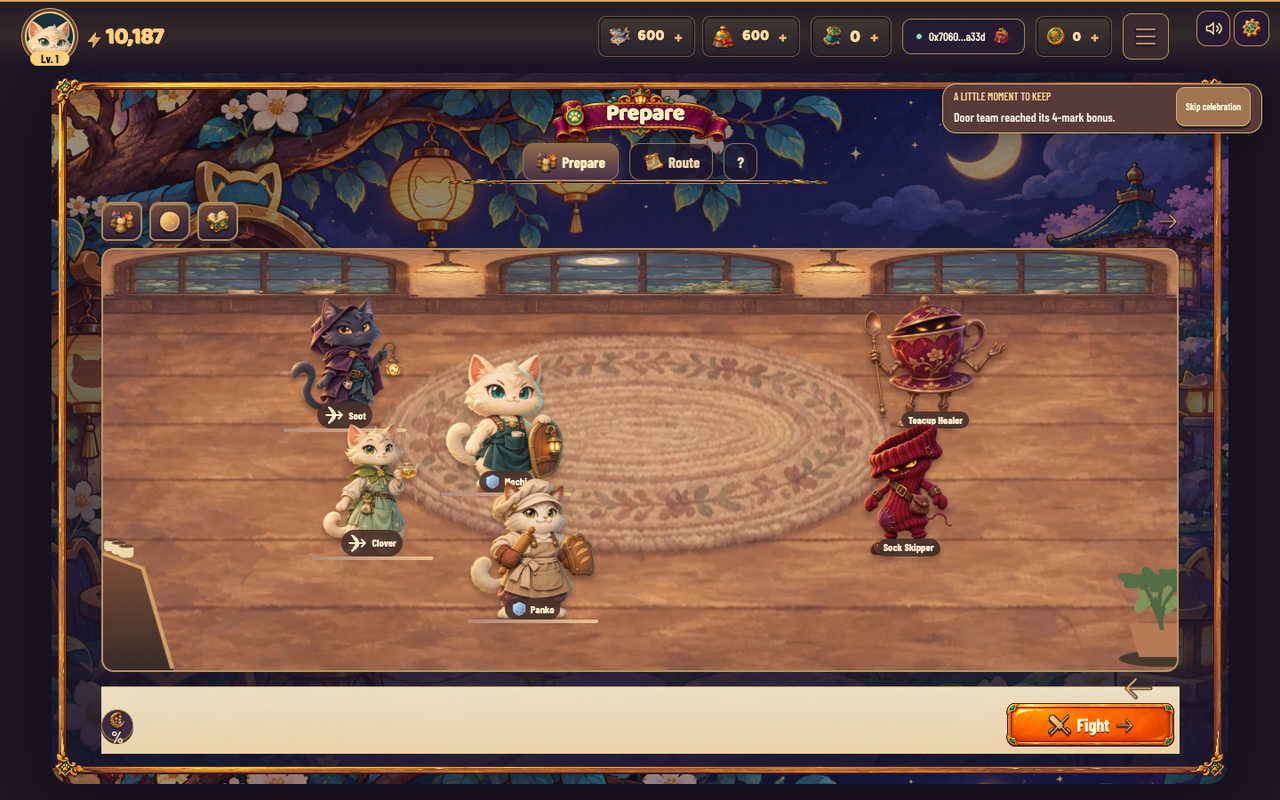 Lv. 1
10,187
600 +
600 +
0 +
0x7060...a33d
0 +
A LITTLE MOMENT TO KEEP
Door team reached its 4-mark bonus.
Skip celebration
Prepare
Prepare
Route
?
Soot
Teacup Healer
Mochi
Clover
Sock Skipper
Panko
%
Fight